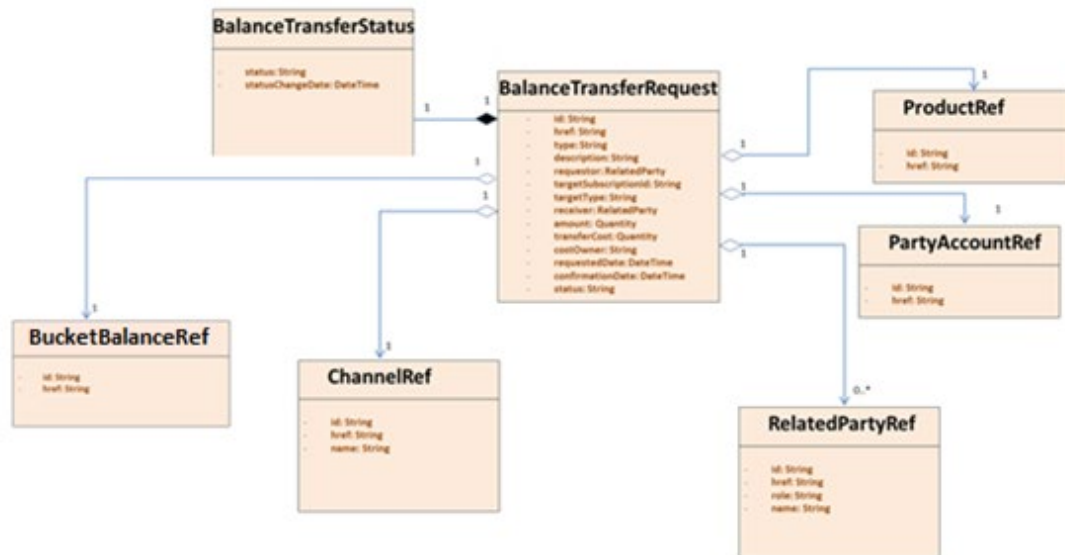 BalanceTransferStatus
status: String
statusChangeDate: DateTime
1
1
BalanceTransferRequest
id: String
href: String
type: String
description: String
requestor: RelatedParty
targetSubscriptionId: String
targetType: String
receiver: RelatedParty
amount: Quantity
transferCost: Quantity
costOwner: String
requestedDate: DateTime
confirmationDate: DateTime
status: String
1
1
ProductRef
id: String
href: String
1
1
PartyAccountRef
id: String
href: String
1
1
BucketBalanceRef
id: String
href: String
1
1
ChannelRef
id: String
href: String
name: String
1
0..*
RelatedPartyRef
id: String
href: String
role: String
name: String